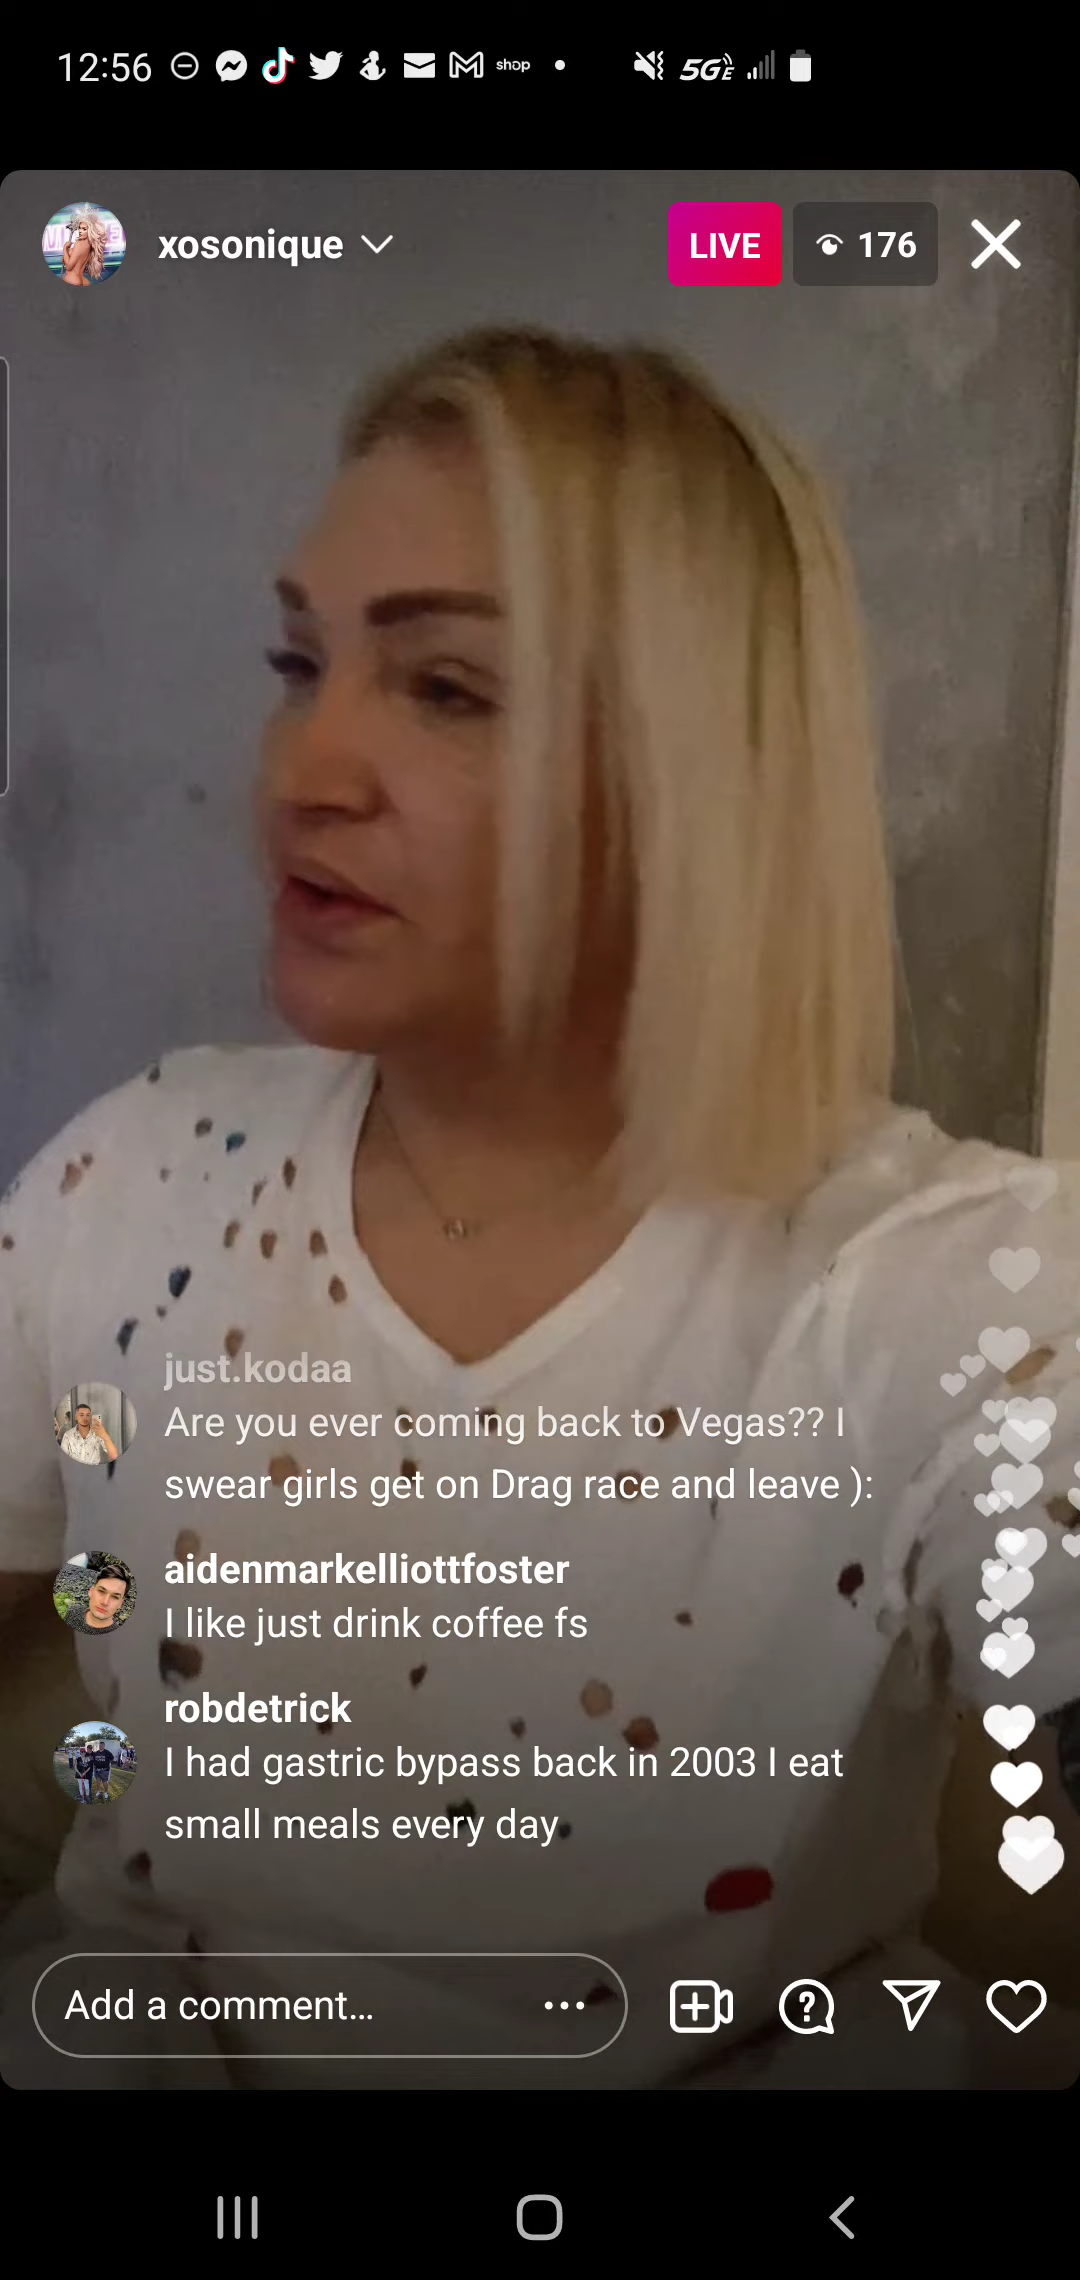 12:56 shop 5GE
xosonique LIVE 176
just.kodaa
Are you ever coming back to Vegas?? I
swear girls get on Drag race and leave ):
aidenmarkelliottfoster
I like just drink coffee fs
robdetrick
I had gastric bypass back in 2003 I eat
small meals every day
Add a comment...